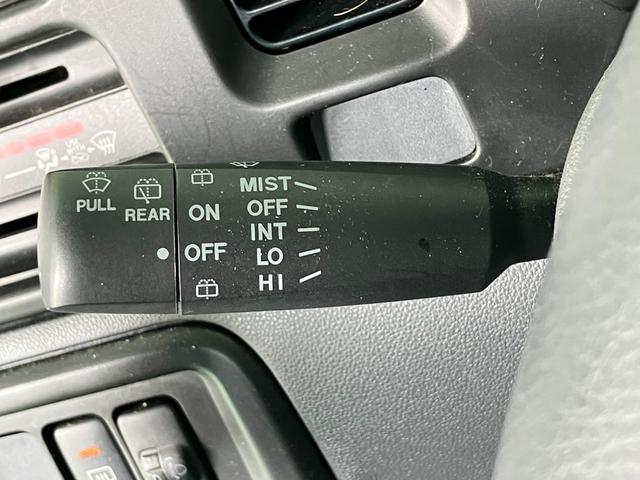 PULL
REAR
ON
OFF
MIST
OFF
INT
LO
HI